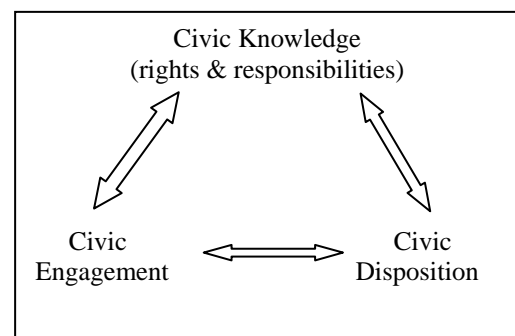 Civic Knowledge
(rights & responsibilities)
Civic
Engagement
Civic
Disposition